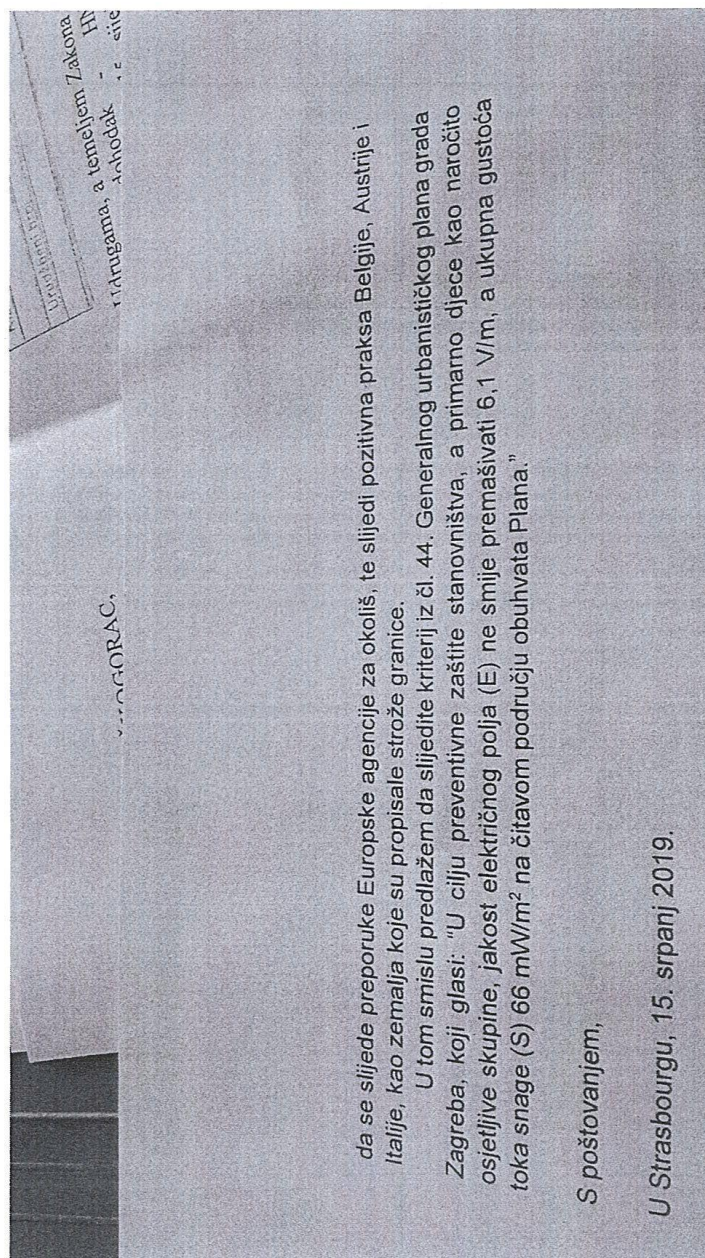 Udrugama, a temeljem Zakona
da se slijede preporuke Europske agencije za okoliš, te slijedi pozitivna praksa Belgije, Austrije i
Italije, kao zemalja koje su propisale strože granice.
U tom smislu predlažem da slijedite kriterij iz čl. 44. Generalnog urbanističkog plana grada
Zagreba, koji glasi: "U cilju preventivne zaštite stanovništva, a primarno djece kao naročito
osjetljive skupine, jakost električnog polja (E) ne smije premašivati 6,1 V/m, a ukupna gustoća
toka snage (S) 66 mW/m² na čitavom području obuhvata Plana."
S poštovanjem,
U Strasbourgu, 15. srpanj 2019.